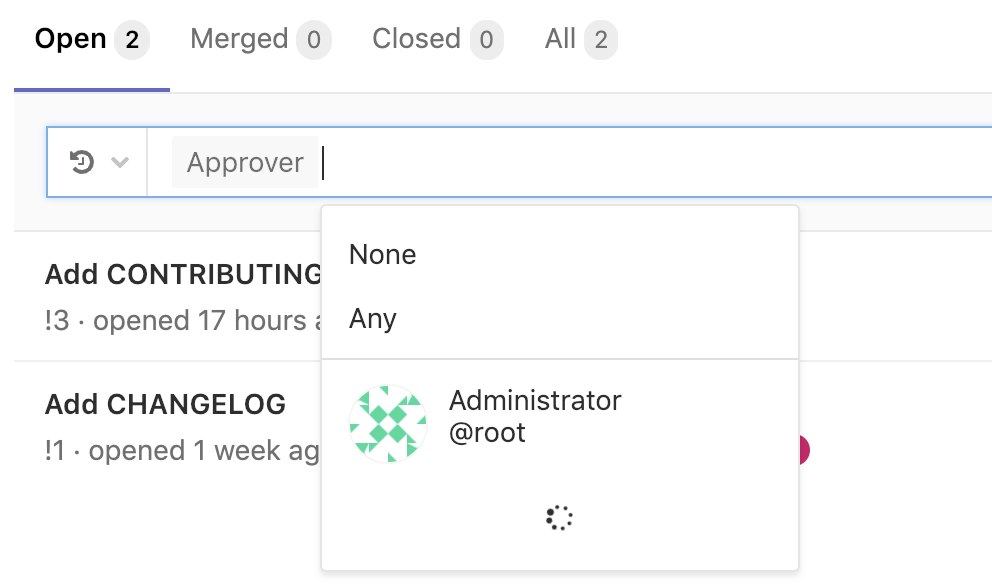 Open 2 Merged 0 Closed 0 All 2
Approver
None
Any
Add CONTRIBUTING
!3 · opened 17 hours
Administrator
@root
Add CHANGELOG
!1 · opened 1 week